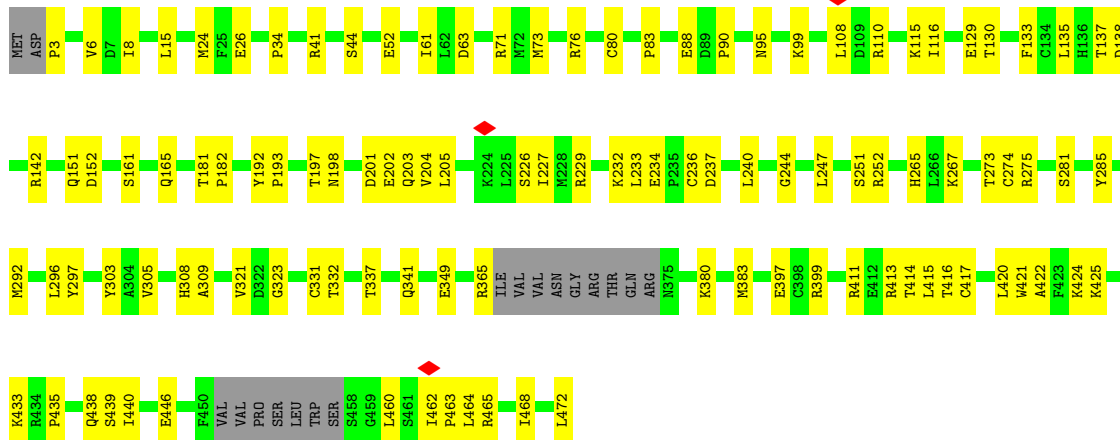 MET ASP P3 V6 D7 I8 L15 M24 F25 E26 P34 R41 S44 E52 I61 L62 D63 R71 M72 M73 R76 C80 P83 E88 D89 P90 N95 K99 L108 D109 R110 K115 I116 E129 T130 F133 C134 L135 H136 T137
R142 Q151 D152 S161 Q165 T181 P182 Y192 P193 T197 N198 D201 E202 Q203 V204 L205 K224 L225 S226 I227 M228 R229 K232 L233 E234 P235 C236 D237 L240 G244 L247 S251 R252 H265 L266 K267 T273 C274 R275 S281 Y285
M292 L296 Y297 Y303 A304 V305 H308 A309 V321 D322 G323 C331 T332 T337 Q341 E349 R365 ILE VAL VAL ASN GLY ARG THR GLN ARG N375 K380 M383 E397 C398 R399 R411 E412 R413 T414 L415 T416 C417 L420 W421 A422 F423 K424 K425
K433 R434 P435 Q438 S439 I440 E446 F450 VAL VAL PRO SER LEU TRP SER S458 G459 L460 S461 I462 P463 L464 R465 I468 L472